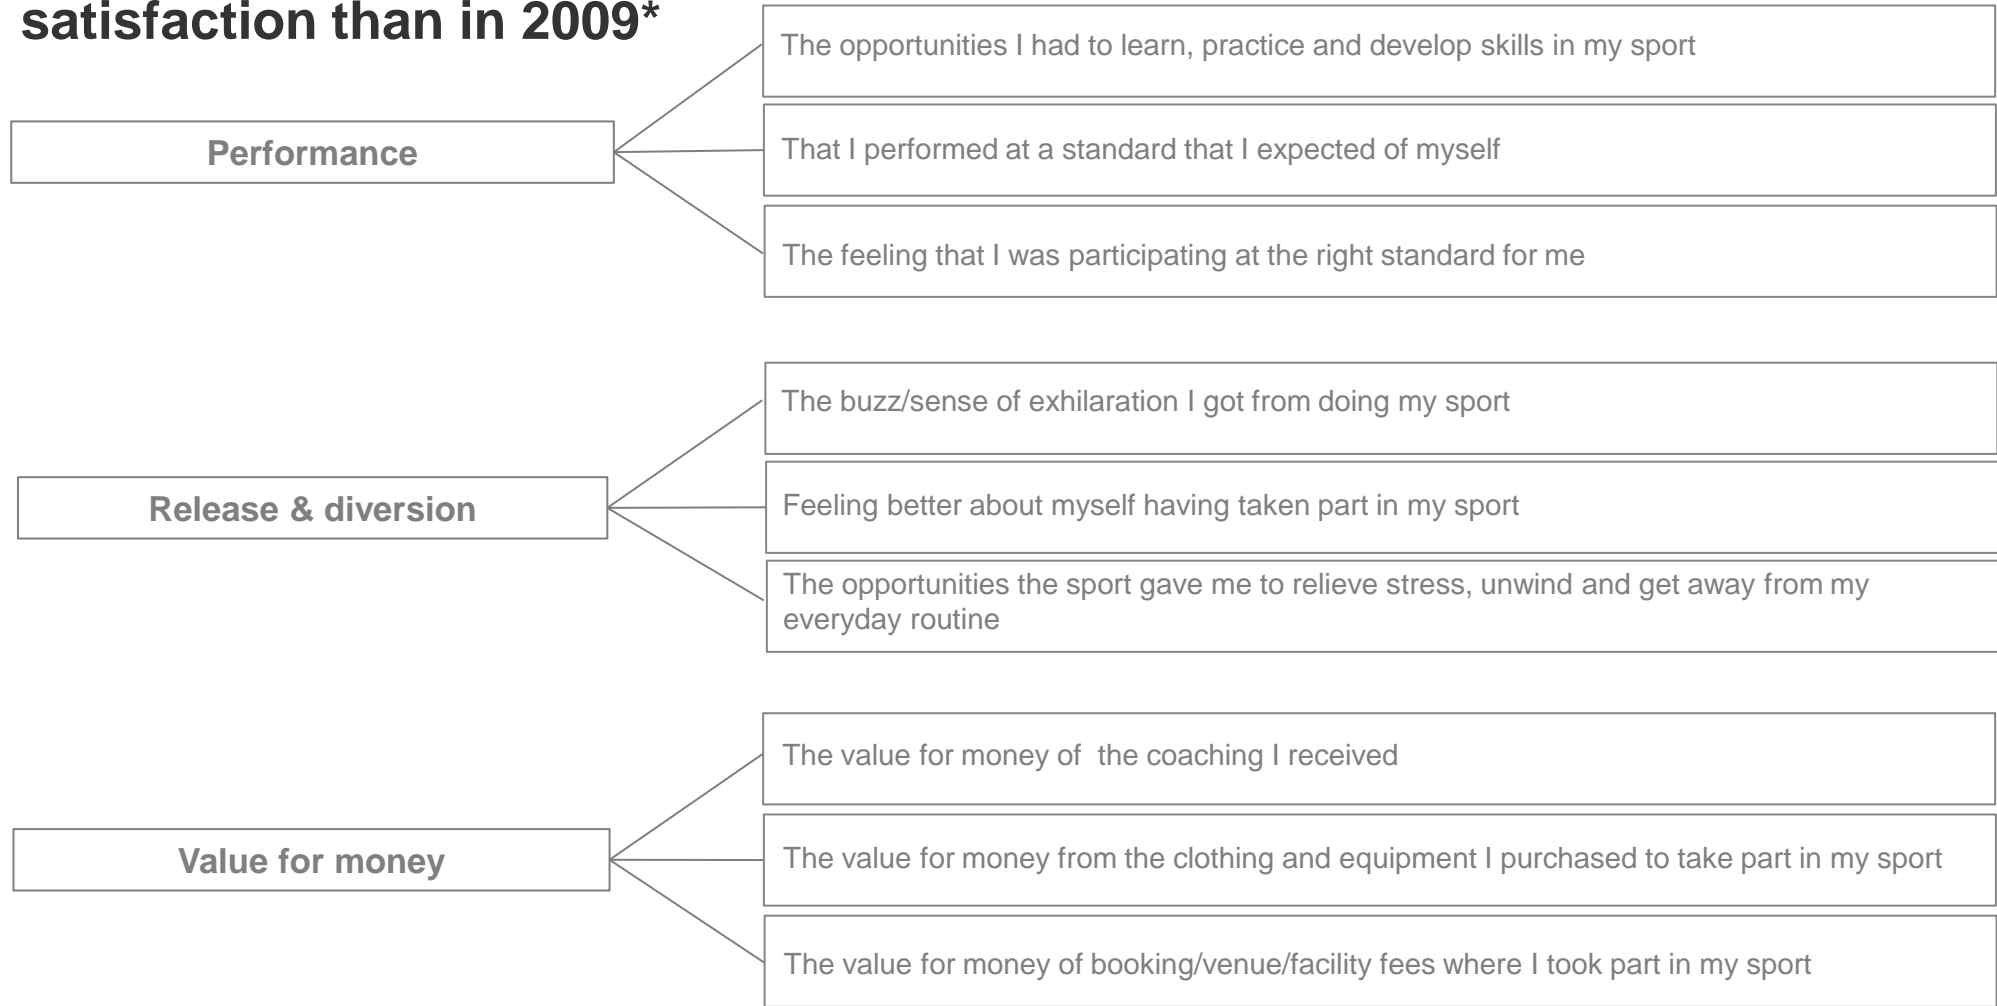 satisfaction than in 2009*
Performance
The opportunities I had to learn, practice and develop skills in my sport
That I performed at a standard that I expected of myself
The feeling that I was participating at the right standard for me
Release & diversion
The buzz/sense of exhilaration I got from doing my sport
Feeling better about myself having taken part in my sport
The opportunities the sport gave me to relieve stress, unwind and get away from my
everyday routine
Value for money
The value for money of  the coaching I received
The value for money from the clothing and equipment I purchased to take part in my sport
The value for money of booking/venue/facility fees where I took part in my sport